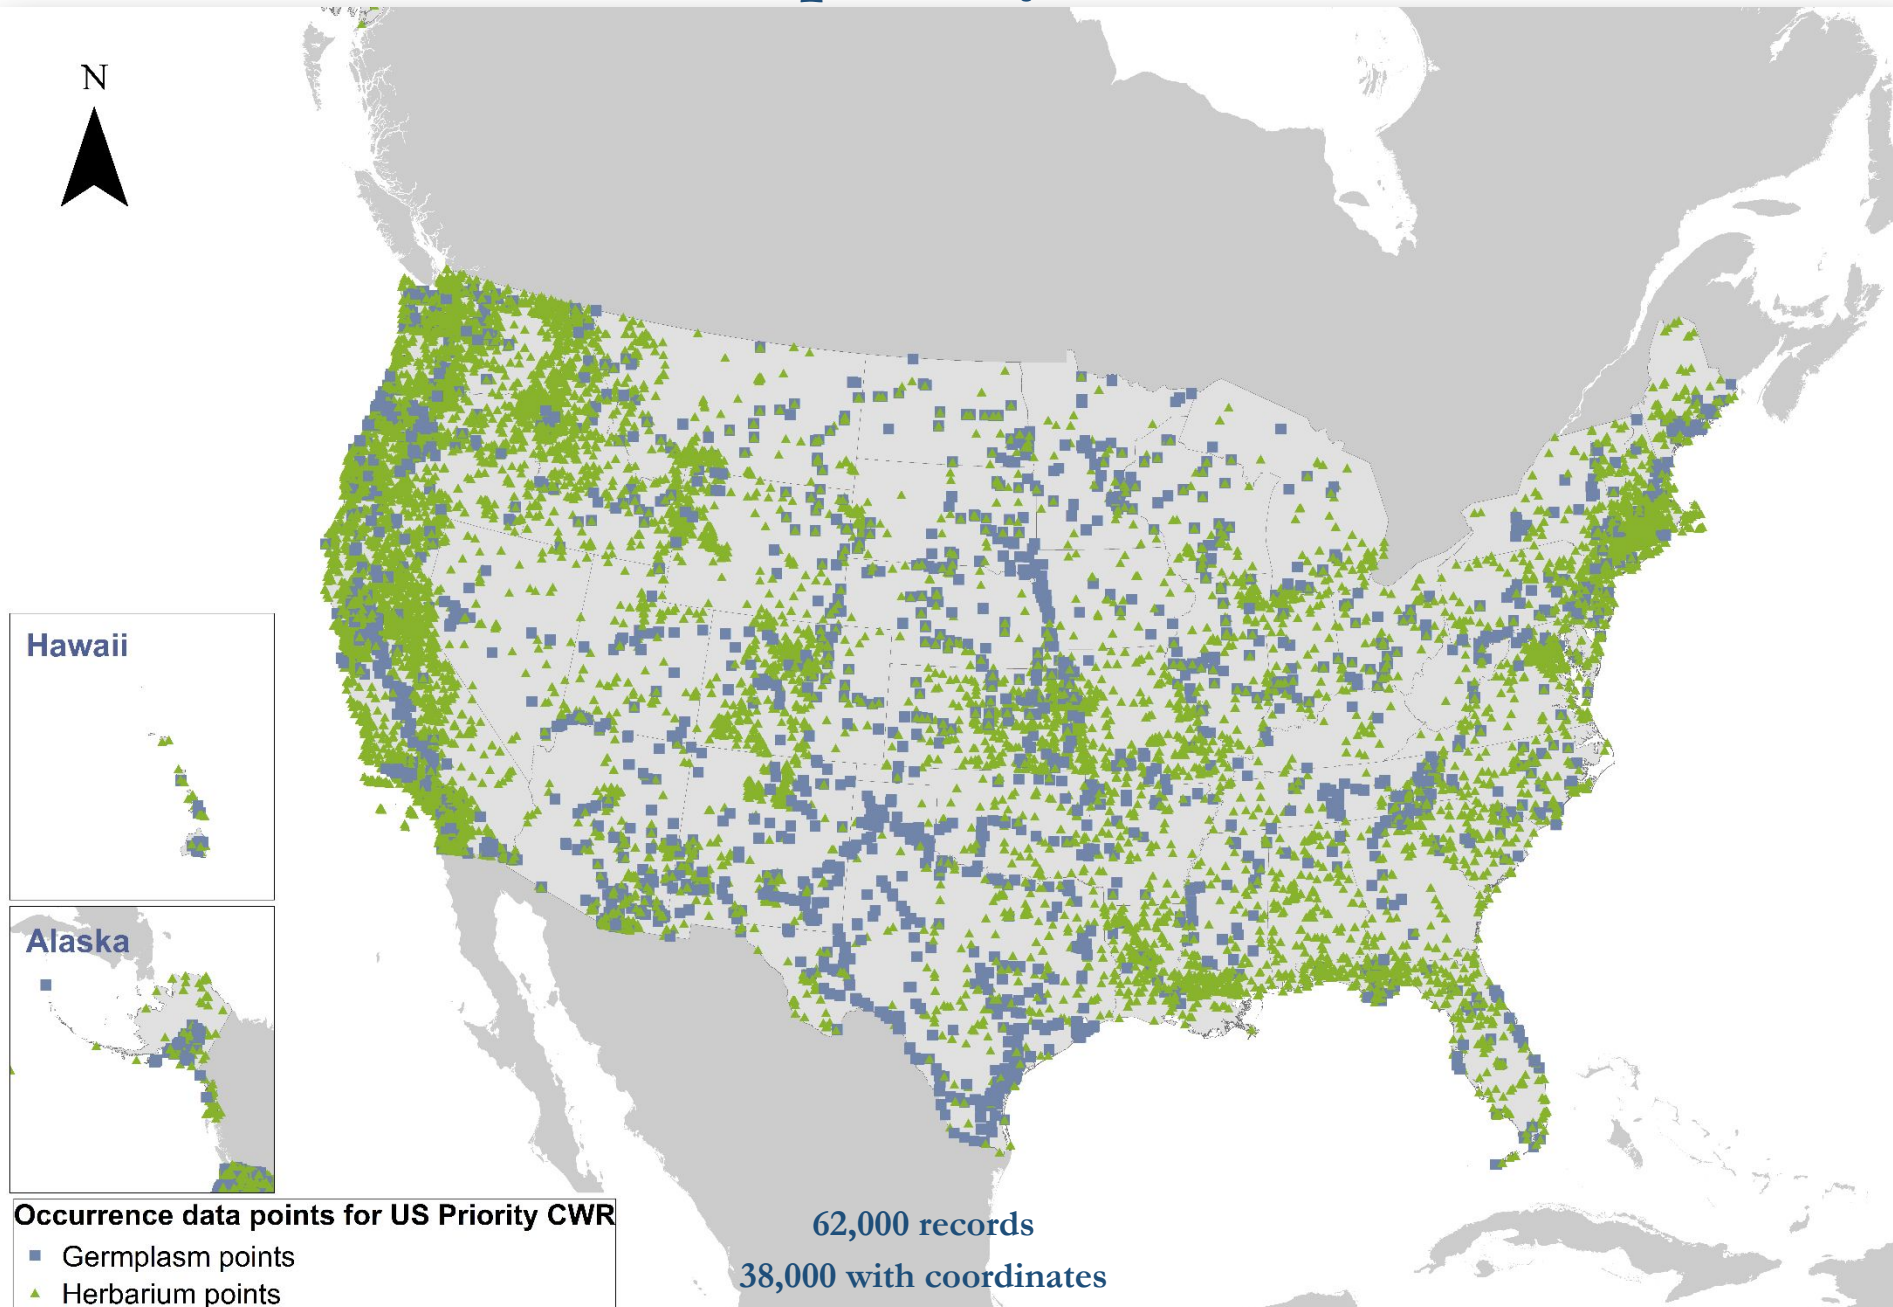 N
Hawaii
Alaska
Occurrence data points for US Priority CWR
Germplasm points
Herbarium points
62,000 records
38,000 with coordinates